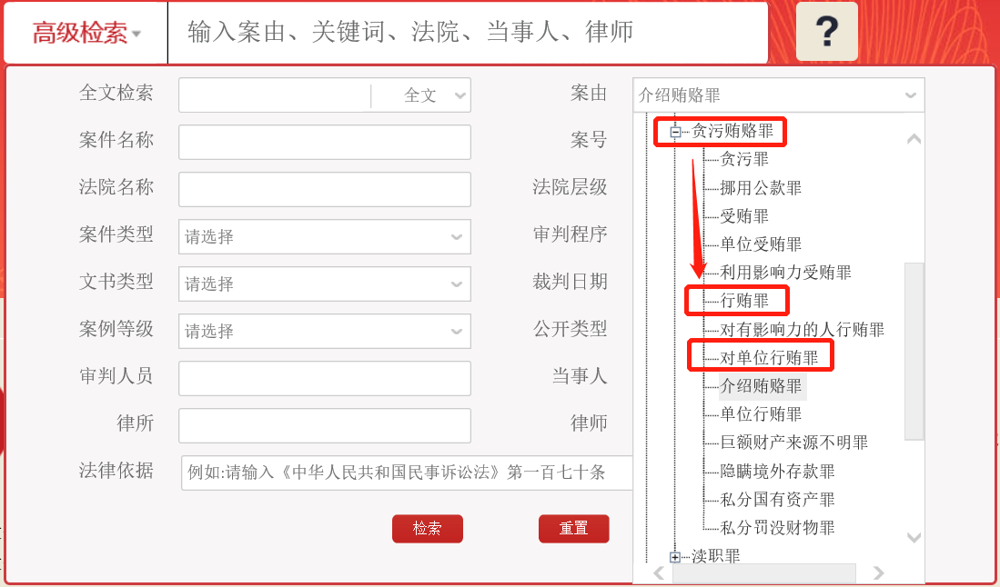 高级检索
输入案由、关键词、法院、当事人、律师
?
全文检索
全文
案由
介绍贿赂罪
案件名称
案号
法院名称
法院层级
案件类型
请选择
审判程序
文书类型
请选择
裁判日期
案例等级
请选择
公开类型
审判人员
当事人
律所
律师
法律依据
例如:请输入《中华人民共和国民事诉讼法》第一百七十条
检索
重置
贪污贿赂罪
贪污罪
挪用公款罪
受贿罪
单位受贿罪
利用影响力受贿罪
行贿罪
对有影响力的人行贿罪
对单位行贿罪
介绍贿赂罪
单位行贿罪
巨额财产来源不明罪
隐瞒境外存款罪
私分国有资产罪
私分罚没财物罪
渎职罪